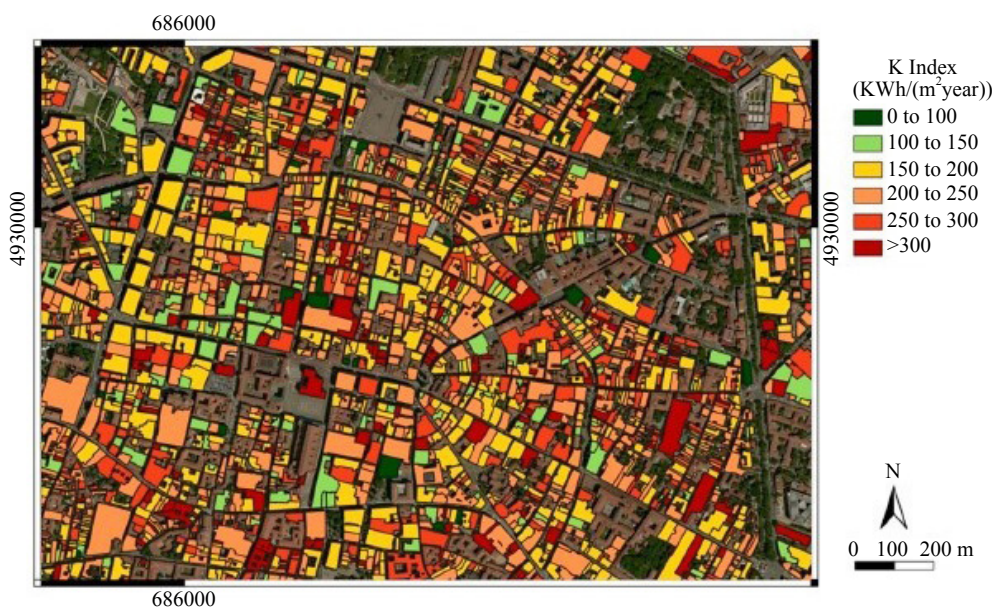 686000
K Index
(KWh/(m²year))
0 to 100
100 to 150
150 to 200
200 to 250
250 to 300
>300
4930000
4930000
N
0 100 200 m
686000